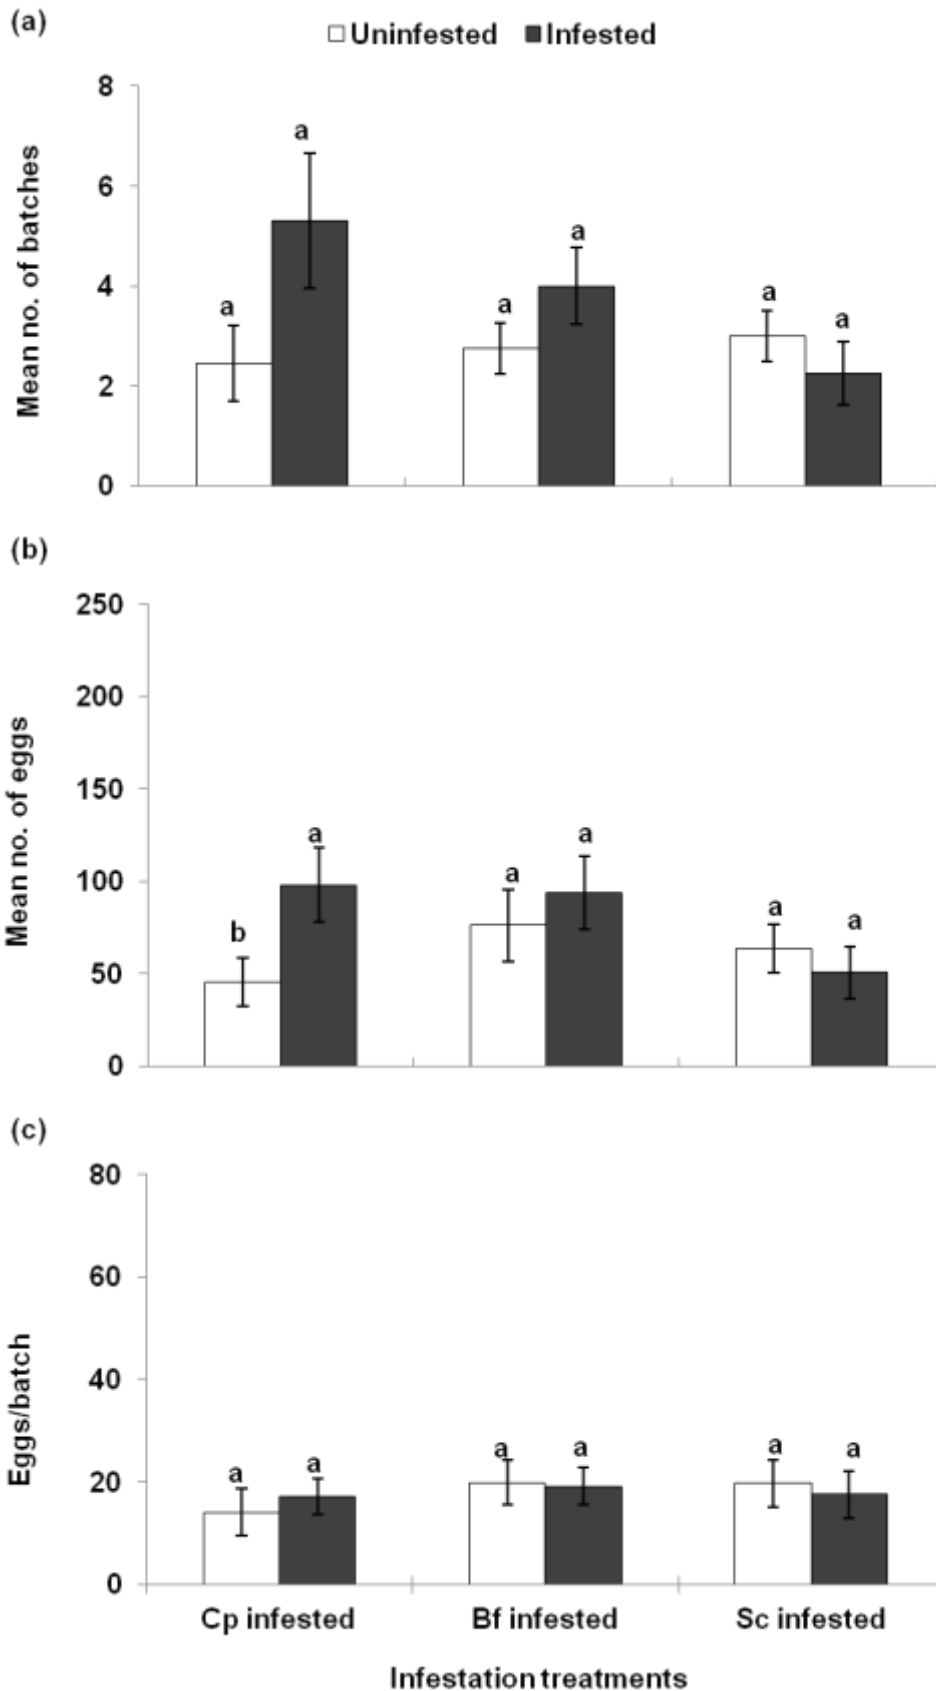 (a)
Uninfested Infested
8
6
4
2
0
Mean no. of batches
a
a
a
a
a
a
(b)
250
200
150
100
50
0
Mean no. of eggs
b
a
a
a
a
a
(c)
80
60
40
20
0
Eggs/batch
a
a
a
a
a
a
Cp infested Bf infested Sc infested
Infestation treatments